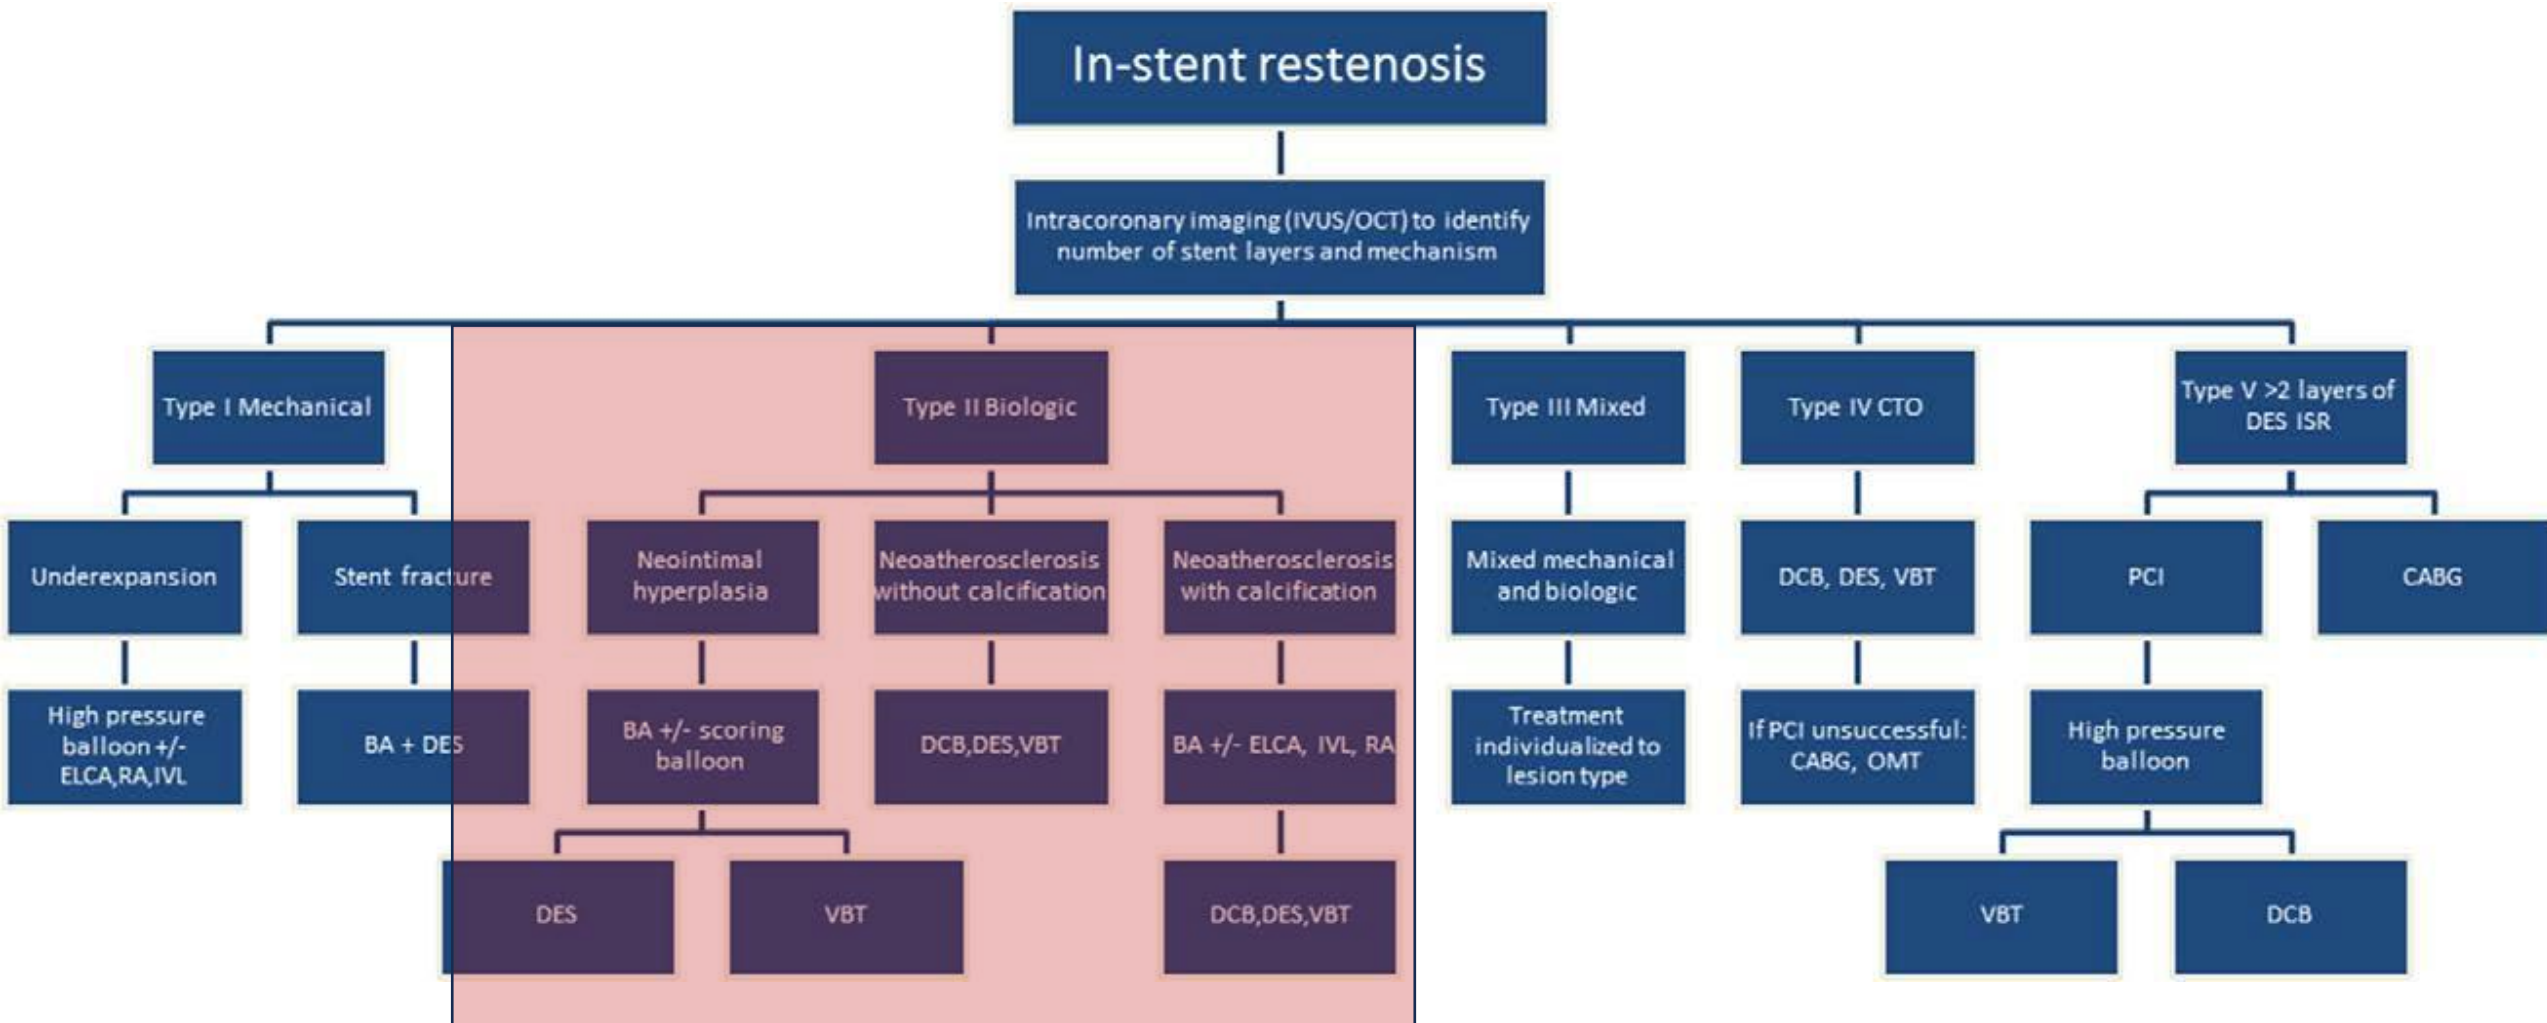 In-stent restenosis
Intracoronary imaging (IVUS/OCT) to identify
number of stent layers and mechanism
Type I Mechanical
Type II Biologic
Type III Mixed
Type IV CTO
Type V >2 layers of
DES ISR
Underexpansion
Stent fracture
Neointimal
hyperplasia
Neoatherosclerosis
without calcification
Neoatherosclerosis
with calcification
Mixed mechanical
and biologic
DCB, DES, VBT
PCI
CABG
High pressure
balloon +/-
ELCA,RA,IVL
BA + DES
BA +/- scoring
balloon
DCB,DES,VBT
BA +/- ELCA, IVL, RA
Treatment
individualized to
lesion type
If PCI unsuccessful:
CABG, OMT
High pressure
balloon
DES
VBT
DCB,DES,VBT
VBT
DCB